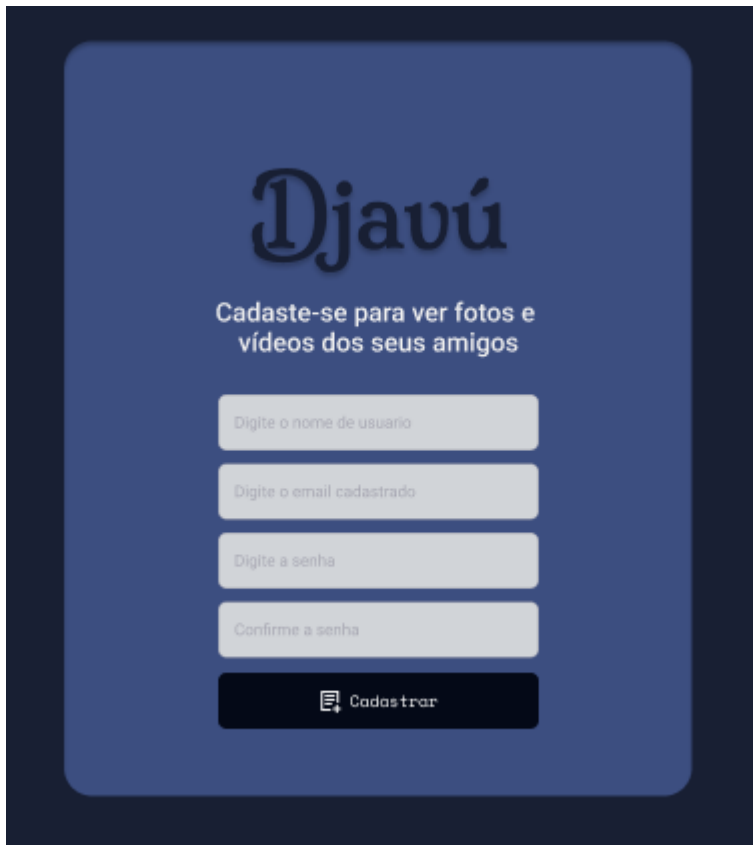 Djavú
Cadaste-se para ver fotos e
vídeos dos seus amigos
Digite o nome de usuario
Digite o email cadastrado
Digite a senha
Confirme a senha
Cadastrar